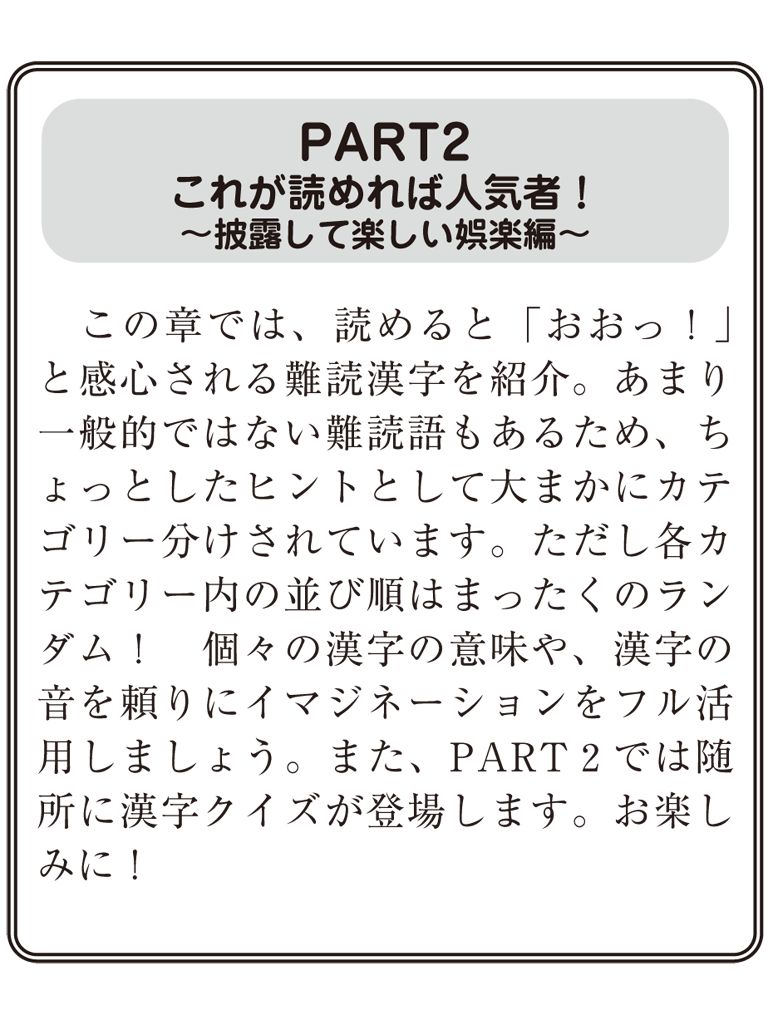 PART2
これが読めれば人気者！
～披露して楽しい娯楽編～
　この章では、読めると「おおっ！」
と感心される難読漢字を紹介。あまり
一般的ではない難読語もあるため、ち
ょっとしたヒントとして大まかにカテ
ゴリー分けされています。ただし各カ
テゴリー内の並び順はまったくのラン
ダム！　個々の漢字の意味や、漢字の
音を頼りにイマジネーションをフル活
用しましょう。また、PART２では随
所に漢字クイズが登場します。お楽し
みに！